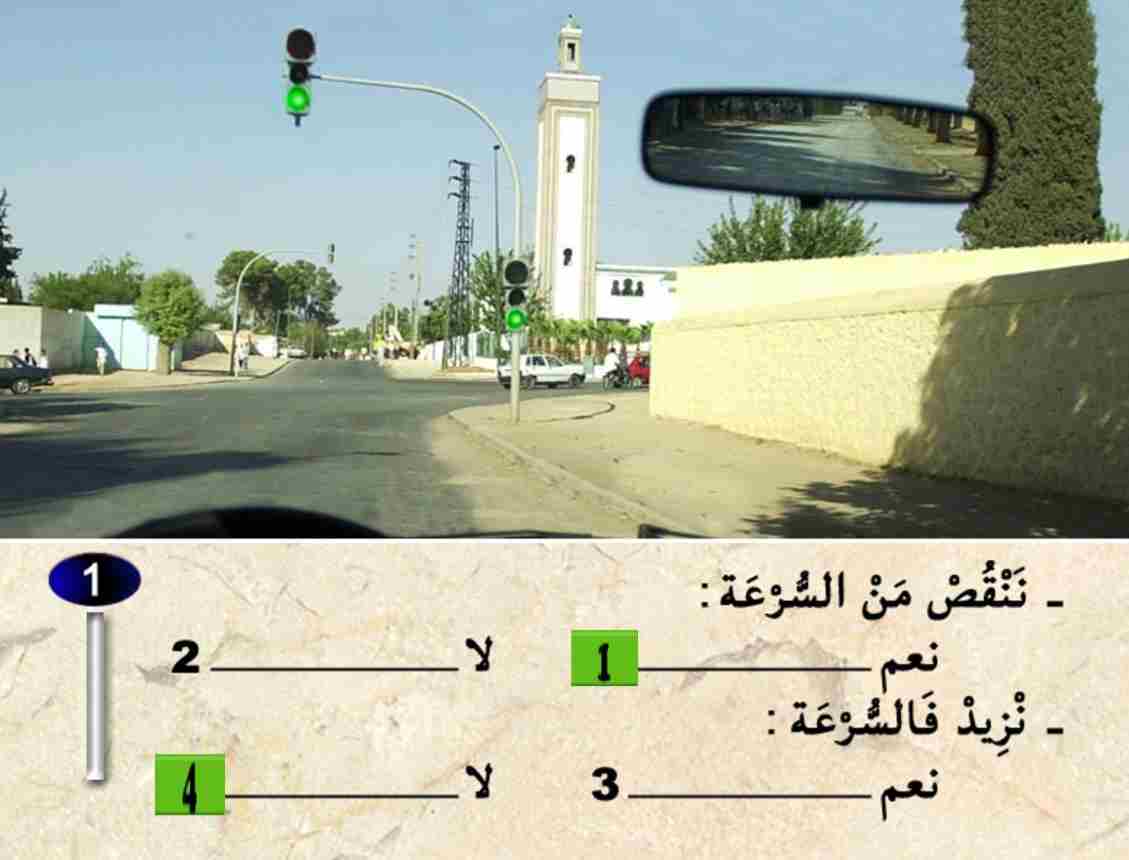 1
ـ نَنْقُصْ مَنْ السُّرْعَة :
نعم 1 لا 2
ـ نْزِيدْ فَالسُّرْعَة :
نعم 3 لا 4